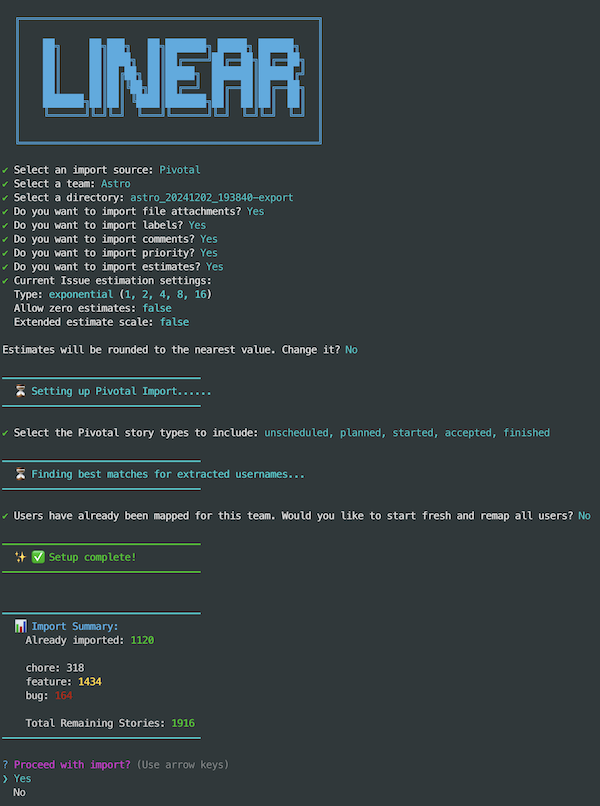 LINEAR
✔ Select an import source: Pivotal
✔ Select a team: Astro
✔ Select a directory: astro_20241202_193840-export
✔ Do you want to import file attachments? Yes
✔ Do you want to import labels? Yes
✔ Do you want to import comments? Yes
✔ Do you want to import priority? Yes
✔ Do you want to import estimates? Yes
✔ Current Issue estimation settings:
Type: exponential (1, 2, 4, 8, 16)
Allow zero estimates: false
Extended estimate scale: false
Estimates will be rounded to the nearest value. Change it? No
⏳ Setting up Pivotal Import......
✔ Select the Pivotal story types to include: unscheduled, planned, started, accepted, finished
⏳ Finding best matches for extracted usernames...
✔ Users have already been mapped for this team. Would you like to start fresh and remap all users? No
✨ ✅ Setup complete!
📊 Import Summary:
Already imported: 1120
chore: 318
feature: 1434
bug: 164
Total Remaining Stories: 1916
? Proceed with import? (Use arrow keys)
❯ Yes
No